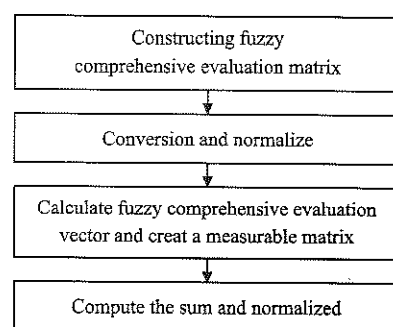 Constructing fuzzy
comprehensive evaluation matrix
Conversion and normalize
Calculate fuzzy comprehensive evaluation
vector and creat a measurable matrix
Compute the sum and normalized